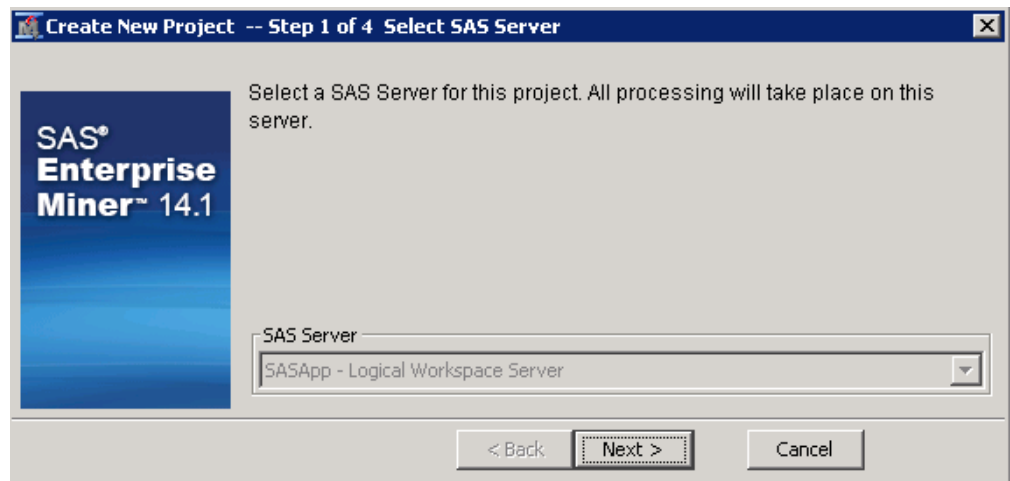 Create New Project -- Step 1 of 4 Select SAS Server
Select a SAS Server for this project. All processing will take place on this
server.
SAS®
Enterprise
Miner™ 14.1
SAS Server
SASApp - Logical Workspace Server
< Back Next > Cancel